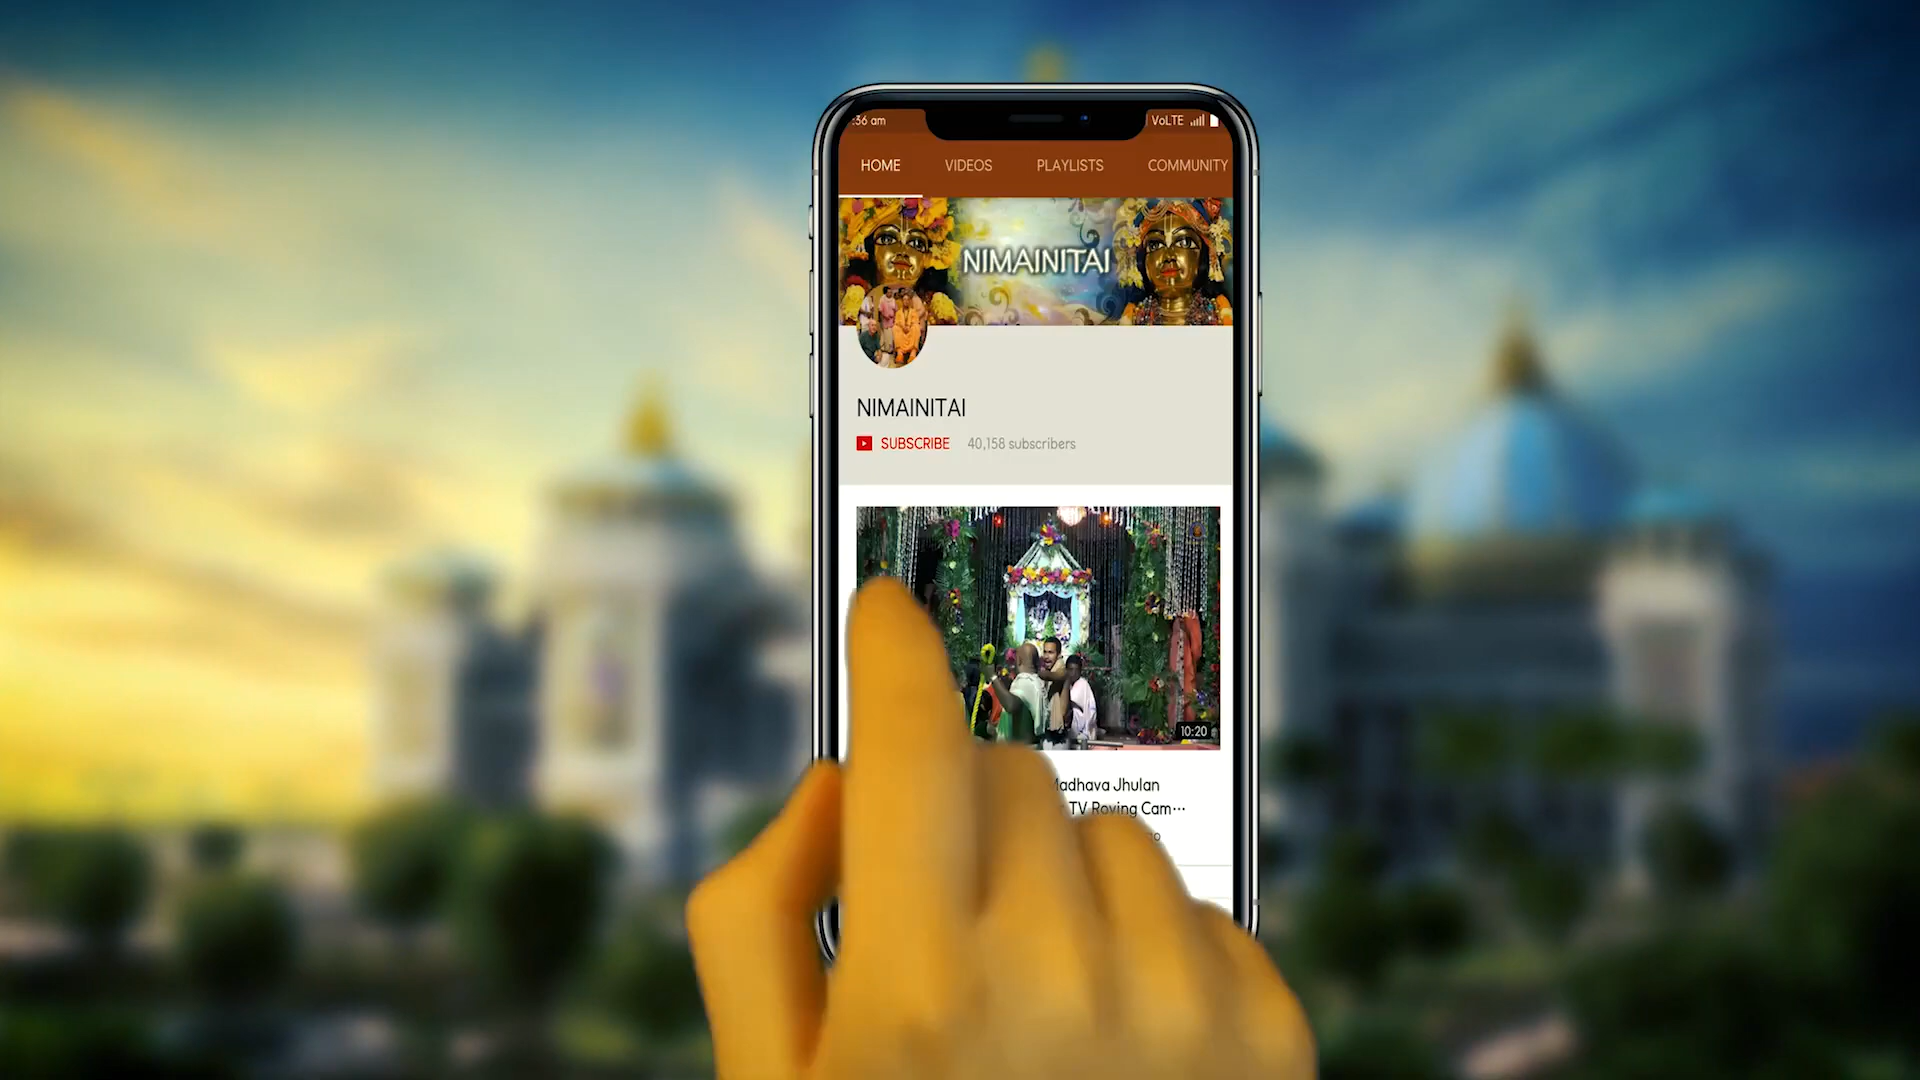 :36 am VoLTE
HOME VIDEOS PLAYLISTS COMMUNITY
NIMAINITAI
NIMAINITAI
SUBSCRIBE 40,158 subscribers
10:20
Jhulan
TV Roving Cam...